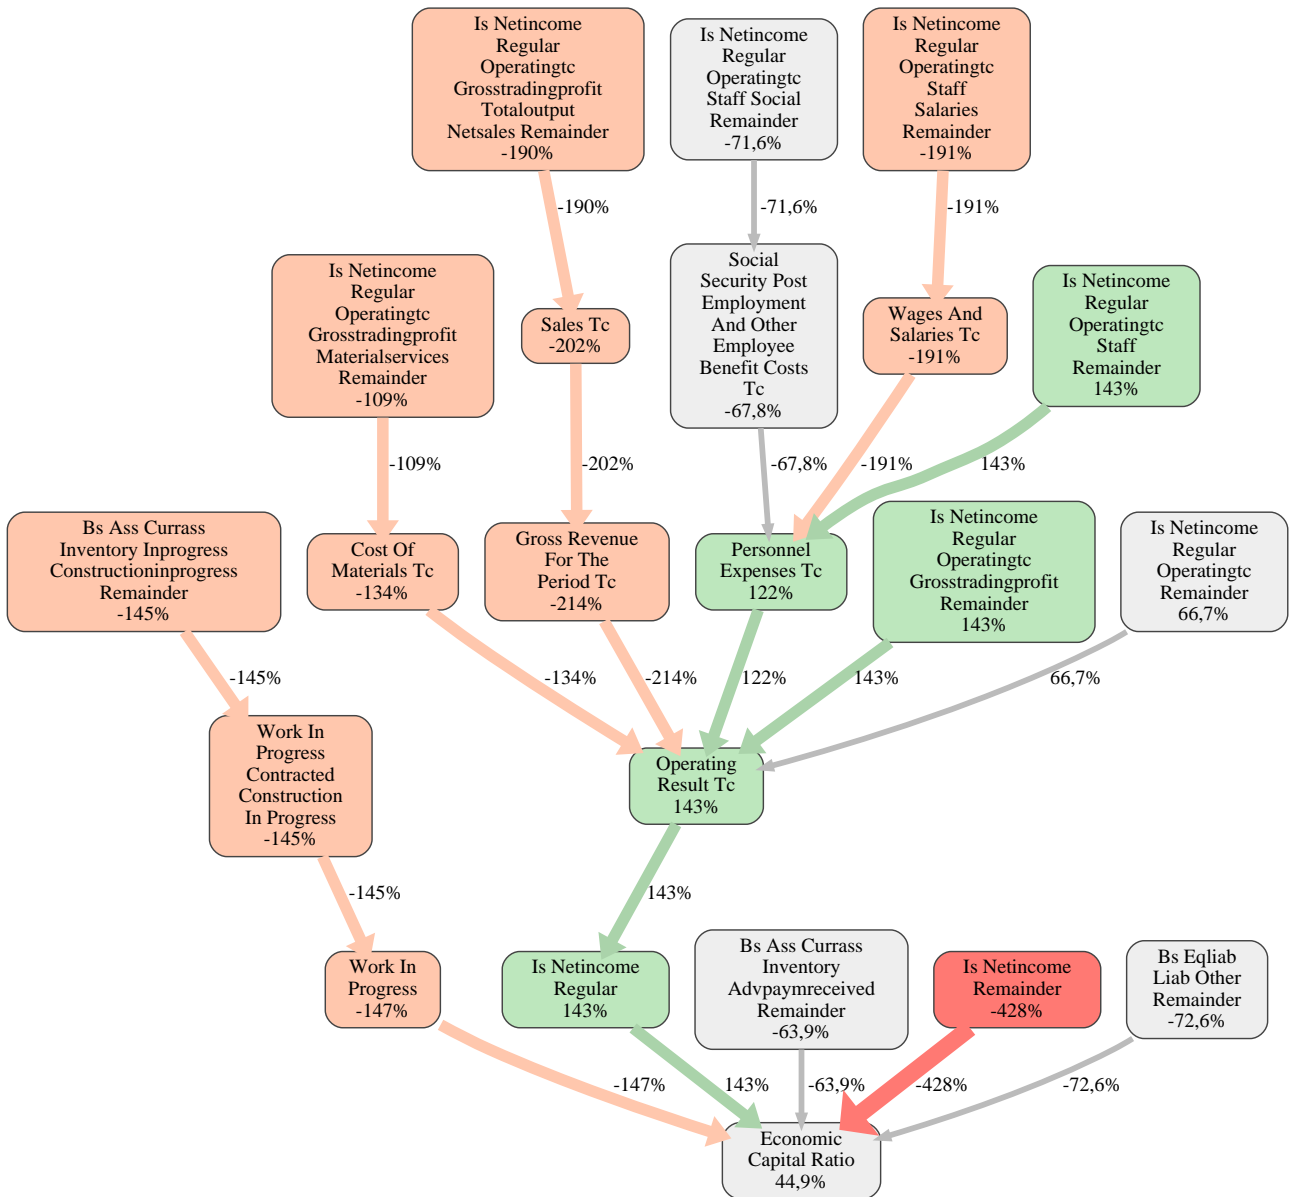 Is Netincome
Regular
Operatingtc
Grosstradingprofit
Totaloutput
Netsales Remainder
-190%
Is Netincome
Regular
Operatingtc
Staff Social
Remainder
-71,6%
Is Netincome
Regular
Operatingtc
Staff
Salaries
Remainder
-191%
-190%
-71,6%
-191%
Is Netincome
Regular
Operatingtc
Grosstradingprofit
Materialservices
Remainder
-109%
Sales Tc
-202%
Social
Security Post
Employment
And Other
Employee
Benefit Costs
Tc
-67,8%
Wages And
Salaries Tc
-191%
Is Netincome
Regular
Operatingtc
Staff
Remainder
143%
-109%
-202%
-67,8%
-191%
143%
Bs Ass Currass
Inventory Inprogress
Constructioninprogress
Remainder
-145%
Cost Of
Materials Tc
-134%
Gross Revenue
For The
Period Tc
-214%
Personnel
Expenses Tc
122%
Is Netincome
Regular
Operatingtc
Grosstradingprofit
Remainder
143%
Is Netincome
Regular
Operatingtc
Remainder
66,7%
-145%
-134%
-214%
122%
143%
66,7%
Work In
Progress
Contracted
Construction
In Progress
-145%
Operating
Result Tc
143%
-145%
143%
Work In
Progress
-147%
Is Netincome
Regular
143%
Bs Ass Currass
Inventory
Advpaymreceived
Remainder
-63,9%
Is Netincome
Remainder
-428%
Bs Eqliab
Liab Other
Remainder
-72,6%
-147%
143%
-63,9%
-428%
-72,6%
Economic
Capital Ratio
44,9%